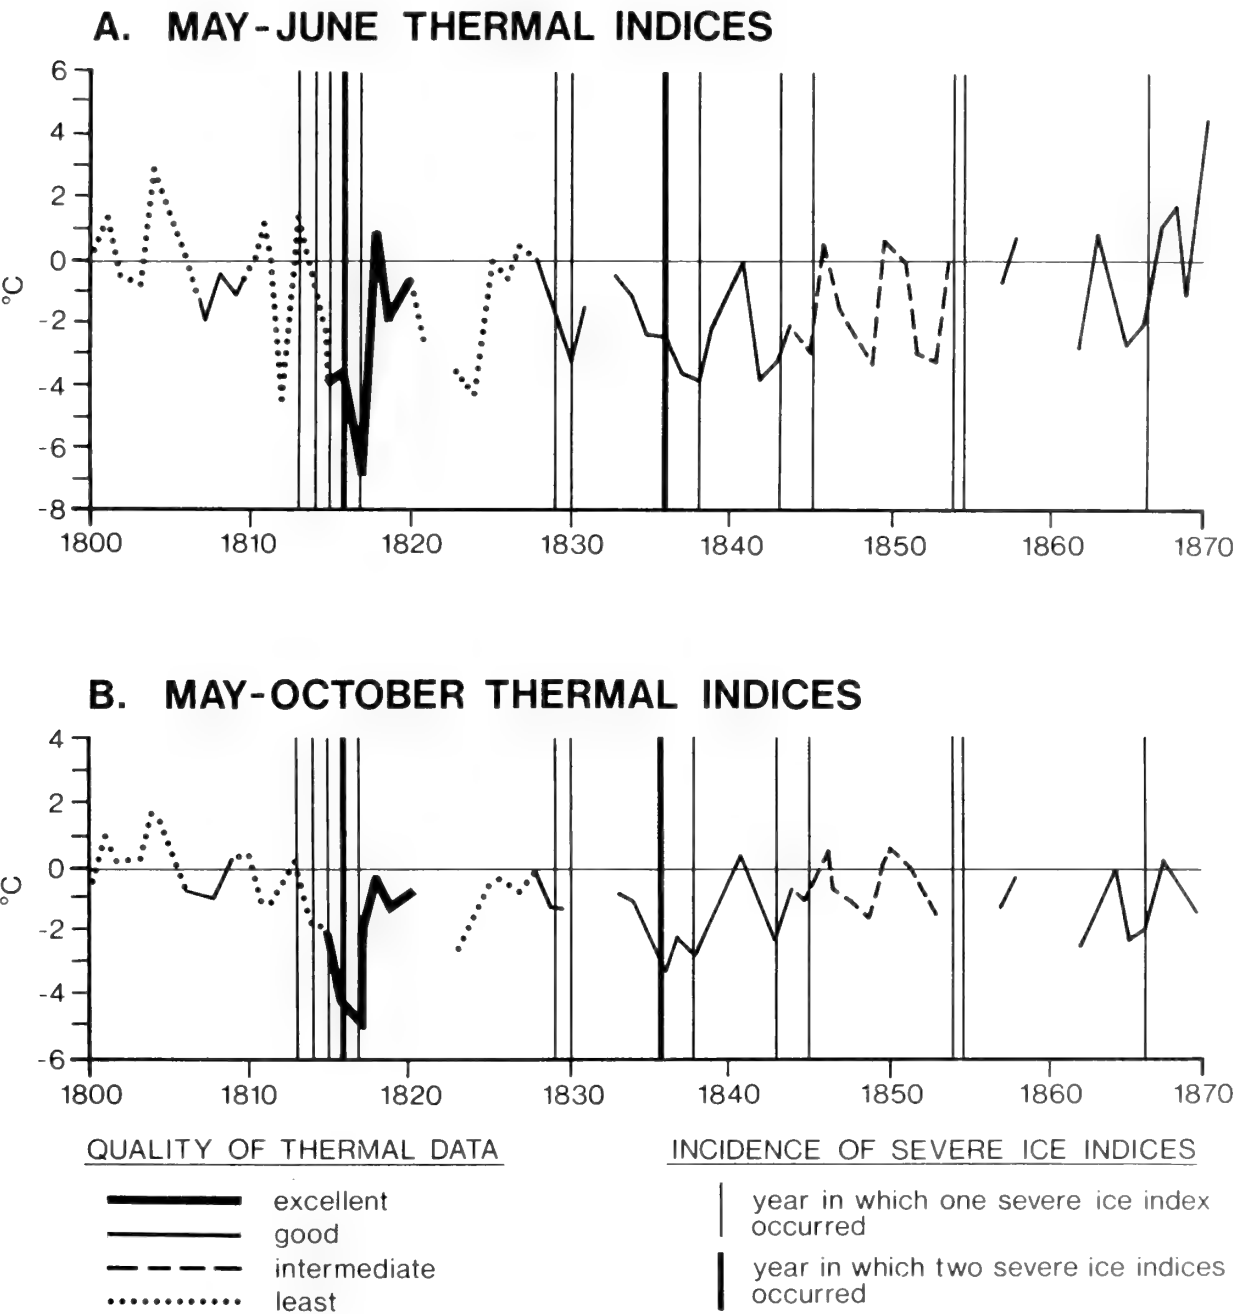 A. MAY-JUNE THERMAL INDICES
6
4
2
0
-2
-4
-6
-8
°C
1800 1810 1820 1830 1840 1850 1860 1870
B. MAY-OCTOBER THERMAL INDICES
4
2
0
-2
-4
-6
°C
1800 1810 1820 1830 1840 1850 1860 1870
QUALITY OF THERMAL DATA
excellent
good
intermediate
least
INCIDENCE OF SEVERE ICE INDICES
year in which one severe ice index
occurred
year in which two severe ice indices
occurred